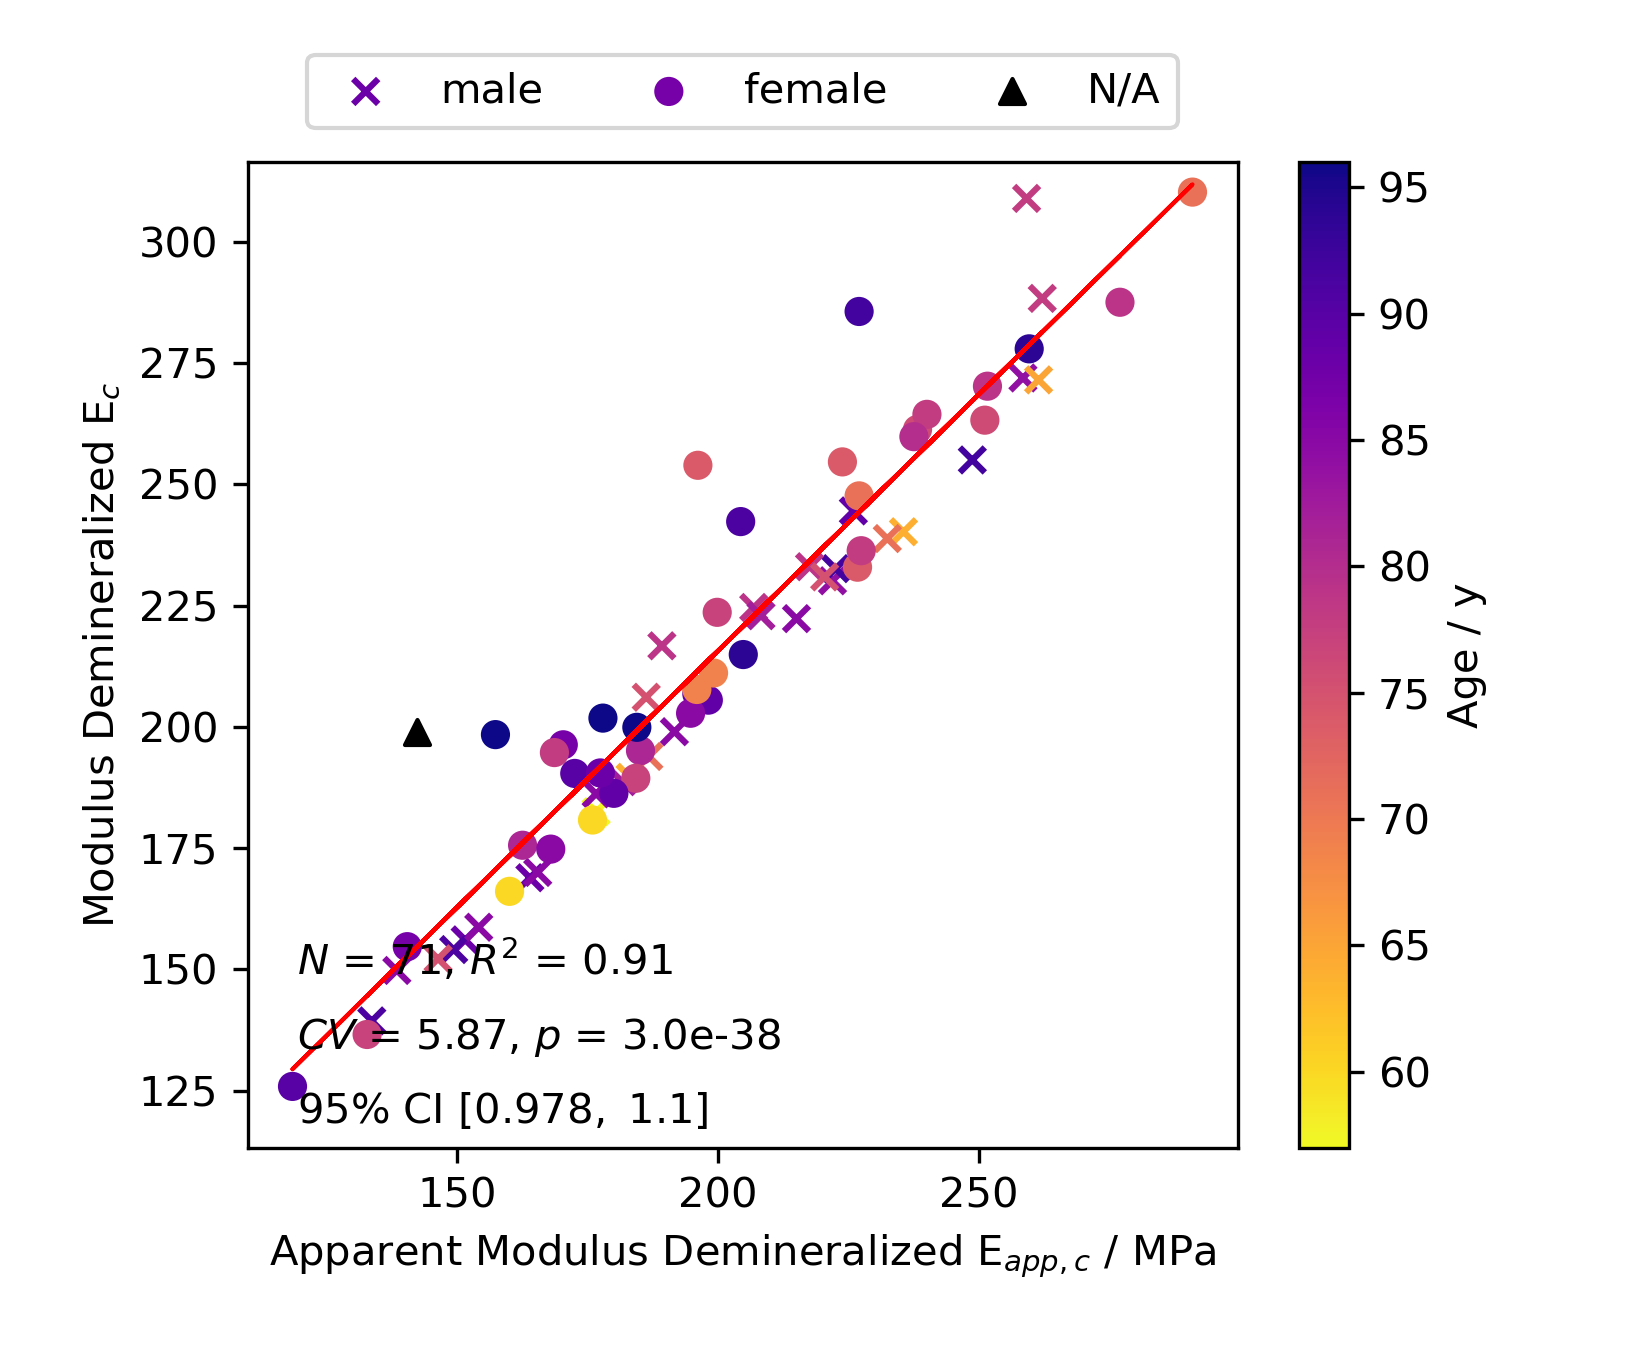 male female N/A
300
275
250
225
200
175
150
125
Modulus Demineralized E_c
N = 71, R² = 0.91
CV = 5.87, p = 3.0e-38
95% CI [0.978, 1.1]
150 200 250
Apparent Modulus Demineralized E_app,c / MPa
95
90
85
80
75
70
65
60
Age / y